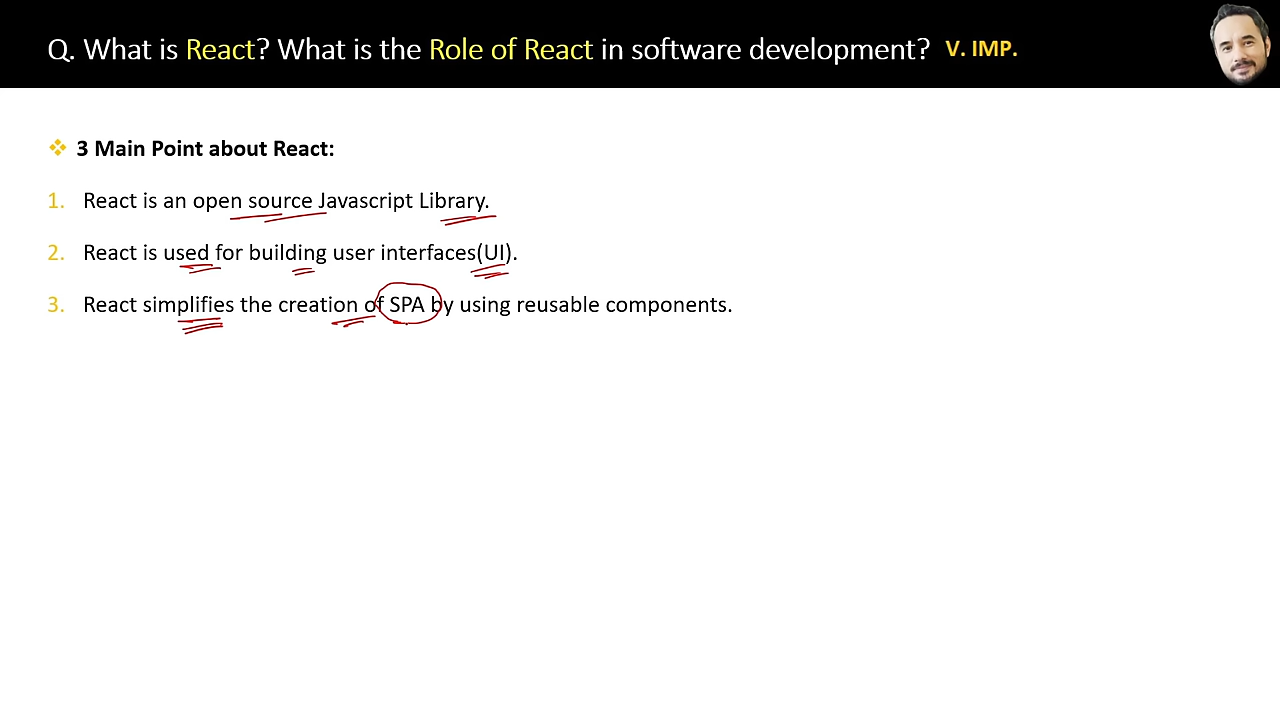 Q. What is React? What is the Role of React in software development? V. IMP.
3 Main Point about React:
1. React is an open source Javascript Library.
2. React is used for building user interfaces(UI).
3. React simplifies the creation of SPA by using reusable components.